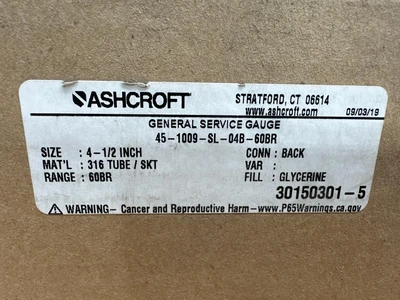 ASHCROFT
STRATFORD, CT 06614
www.ashcroft.com 09/03/19
GENERAL SERVICE GAUGE
45-1009-SL-04B-60BR
SIZE : 4-1/2 INCH CONN : BACK
MAT'L : 316 TUBE / SKT VAR :
RANGE : 60BR FILL : GLYCERINE
30150301-5
WARNING- Cancer and Reproductive Harm-www.P65Warnings.ca.gov